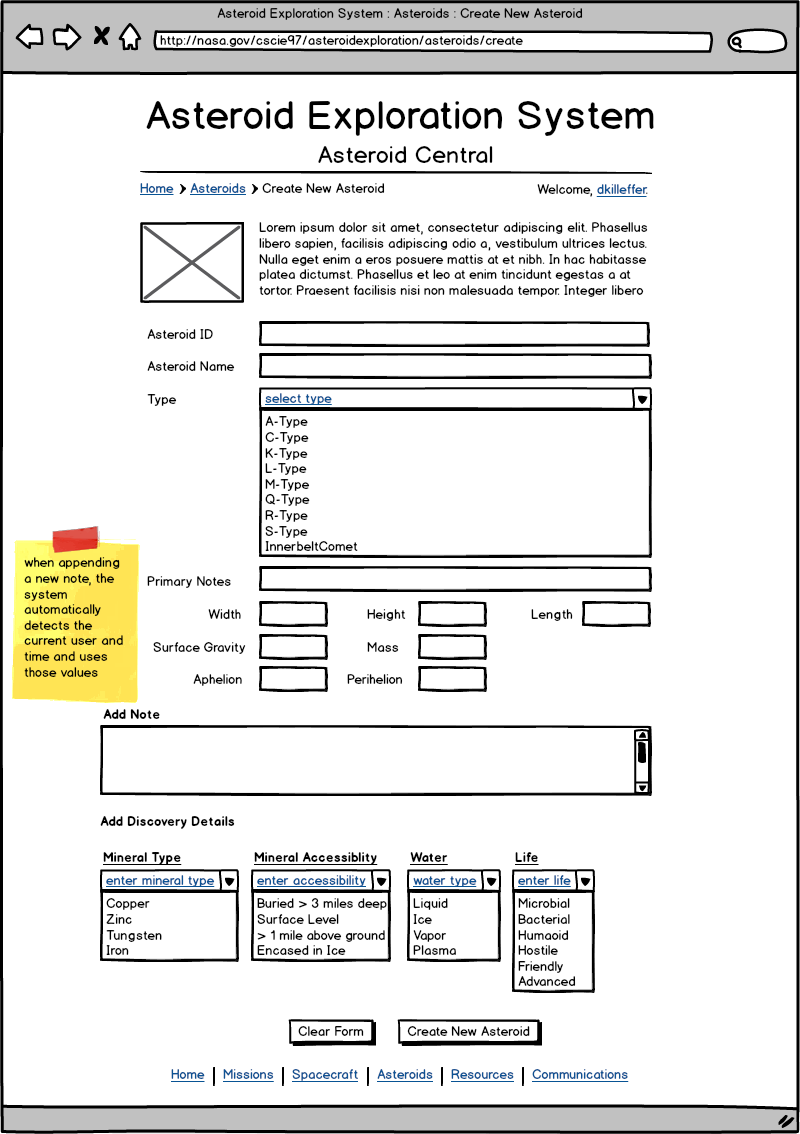 Asteroid Exploration System : Asteroids : Create New Asteroid
http://nasa.gov/cscie97/asteroidexploration/asteroids/create
Asteroid Exploration System
Asteroid Central
Home > Asteroids > Create New Asteroid
Welcome, dkilleffer.
Lorem ipsum dolor sit amet, consectetur adipiscing elit. Phasellus
libero sapien, facilisis adipiscing odio a, vestibulum ultrices lectus.
Nulla eget enim a eros posuere mattis at et nibh. In hac habitasse
platea dictumst. Phasellus et leo at enim tincidunt egestas a at
tortor. Praesent facilisis nisi non malesuada tempor. Integer libero
Asteroid ID
Asteroid Name
Type
select type
A-Type
C-Type
K-Type
L-Type
M-Type
Q-Type
R-Type
S-Type
InnerbeltComet
when appending
a new note, the
system
automatically
detects the
current user and
time and uses
those values
Primary Notes
Width
Height
Length
Surface Gravity
Mass
Aphelion
Perihelion
Add Note
Add Discovery Details
Mineral Type
enter mineral type
Copper
Zinc
Tungsten
Iron
Mineral Accessiblity
enter accessibility
Buried > 3 miles deep
Surface Level
> 1 mile above ground
Encased in Ice
Water
water type
Liquid
Ice
Vapor
Plasma
Life
enter life
Microbial
Bacterial
Humaoid
Hostile
Friendly
Advanced
Clear Form
Create New Asteroid
Home | Missions | Spacecraft | Asteroids | Resources | Communications